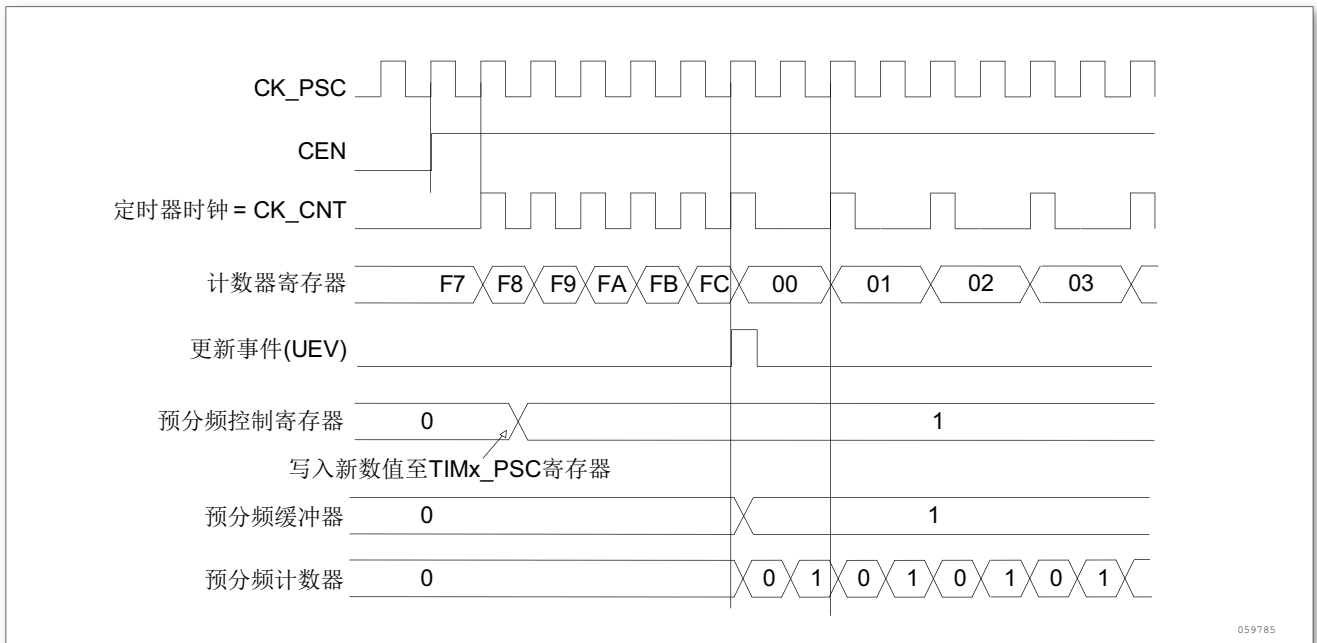 CK_PSC
CEN
定时器时钟 = CK_CNT
计数器寄存器 F7 F8 F9 FA FB FC 00 01 02 03
更新事件(UEV)
预分频控制寄存器 0 1
写入新数值至TIMx_PSC寄存器
预分频缓冲器 0 1
预分频计数器 0 0 1 0 1 0 1 0 1
059785